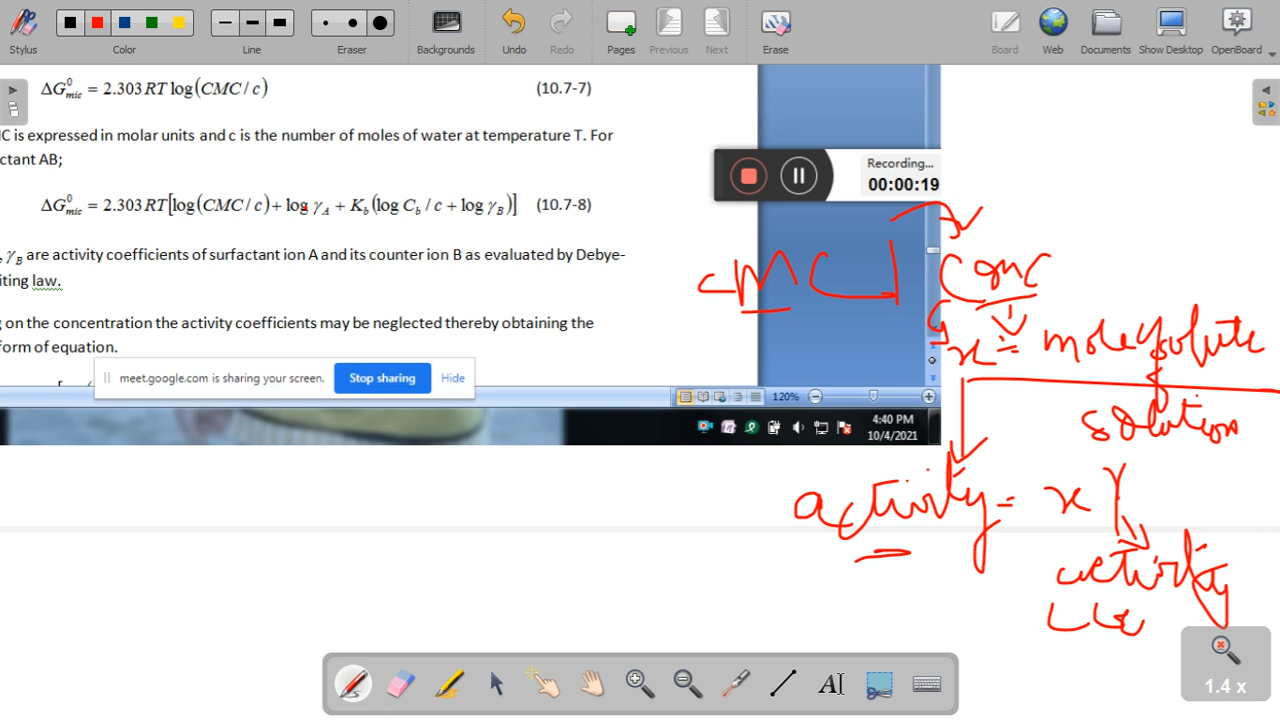 Stylus
Color
Line
Eraser
Backgrounds
Undo
Redo
Pages
Previous
Next
Erase
Board
Web
Documents
Show Desktop
OpenBoard
ΔG⁰mic = 2.303 RT log(CMC / c) (10.7-7)
C is expressed in molar units and c is the number of moles of water at temperature T. For
ctant AB;
ΔG⁰mic = 2.303 RT[log(CMC / c) + log γA + Kb (log Cb / c + log γB)] (10.7-8)
, γB are activity coefficients of surfactant ion A and its counter ion B as evaluated by Debye-
iting law.
g on the concentration the activity coefficients may be neglected thereby obtaining the
form of equation.
Recording...
00:00:19
CMC
Conc
x = mole of solute
solution
activity = x γ
activity
meet.google.com is sharing your screen.
Stop sharing
Hide
120%
4:40 PM
10/4/2021
1.4 x